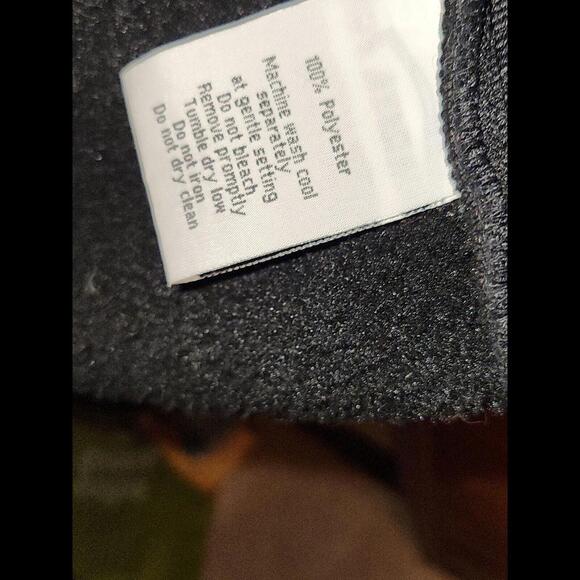 100% Polyester
Machine wash cool
separately
at gentle setting
Do not bleach
Remove promptly
Tumble dry low
Do not iron
Do not dry clean